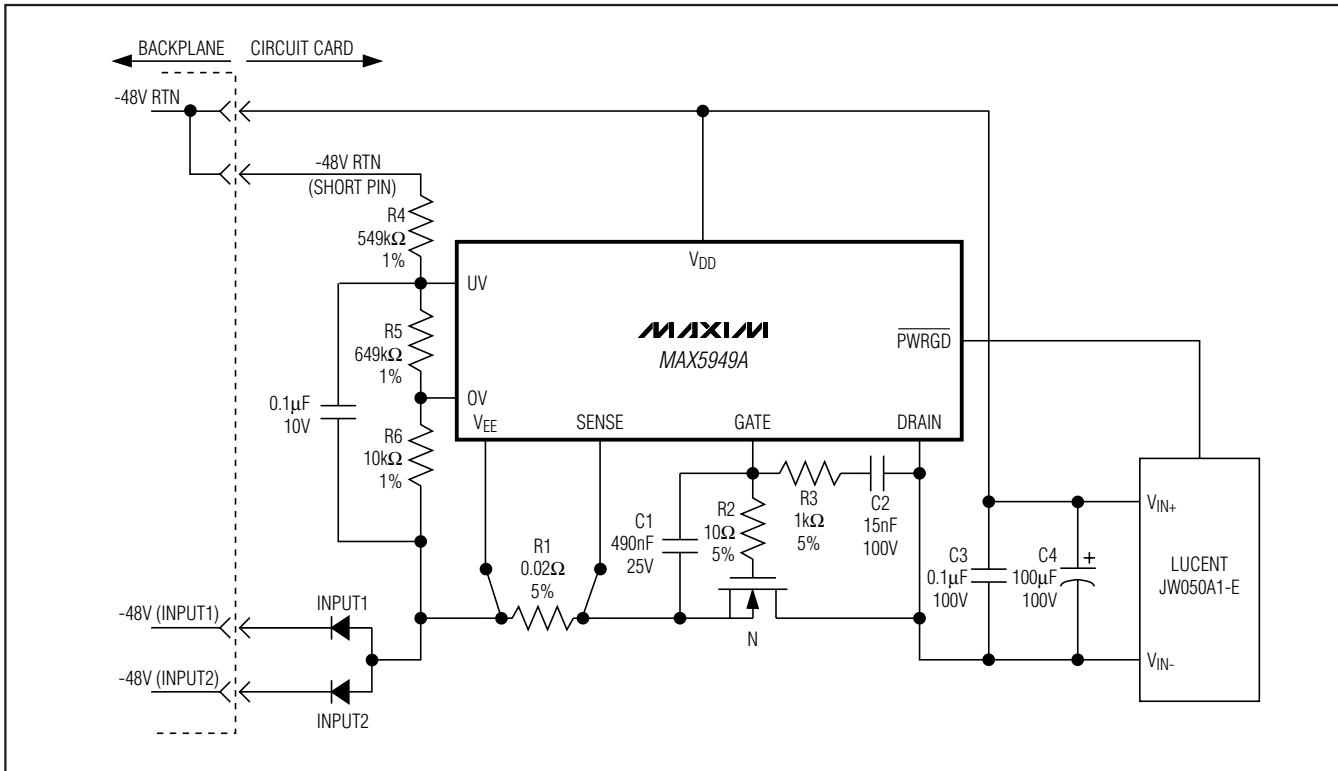 BACKPLANE
CIRCUIT CARD
-48V RTN
-48V RTN
(SHORT PIN)
R4
549kΩ
1%
UV
R5
649kΩ
1%
OV
R6
10kΩ
1%
0.1µF
10V
VDD
MAXIM
MAX5949A
PWRGD
VEE
SENSE
GATE
DRAIN
R1
0.02Ω
5%
C1
490nF
25V
R2
10Ω
5%
R3
1kΩ
5%
C2
15nF
100V
N
C3
0.1µF
100V
C4
100µF
100V
+
VIN+
LUCENT
JW050A1-E
VIN-
-48V (INPUT1)
INPUT1
-48V (INPUT2)
INPUT2